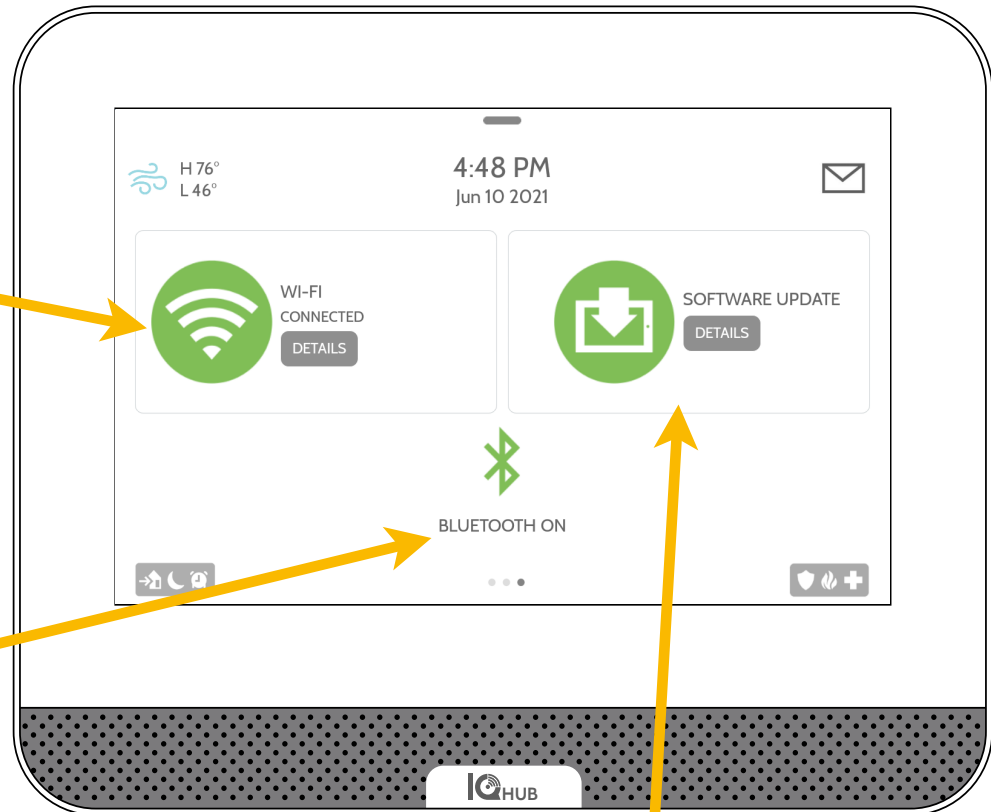 H 76°
L 46°
4:48 PM
Jun 10 2021
WI-FI
CONNECTED
DETAILS
SOFTWARE UPDATE
DETAILS
BLUETOOTH ON
IQ HUB